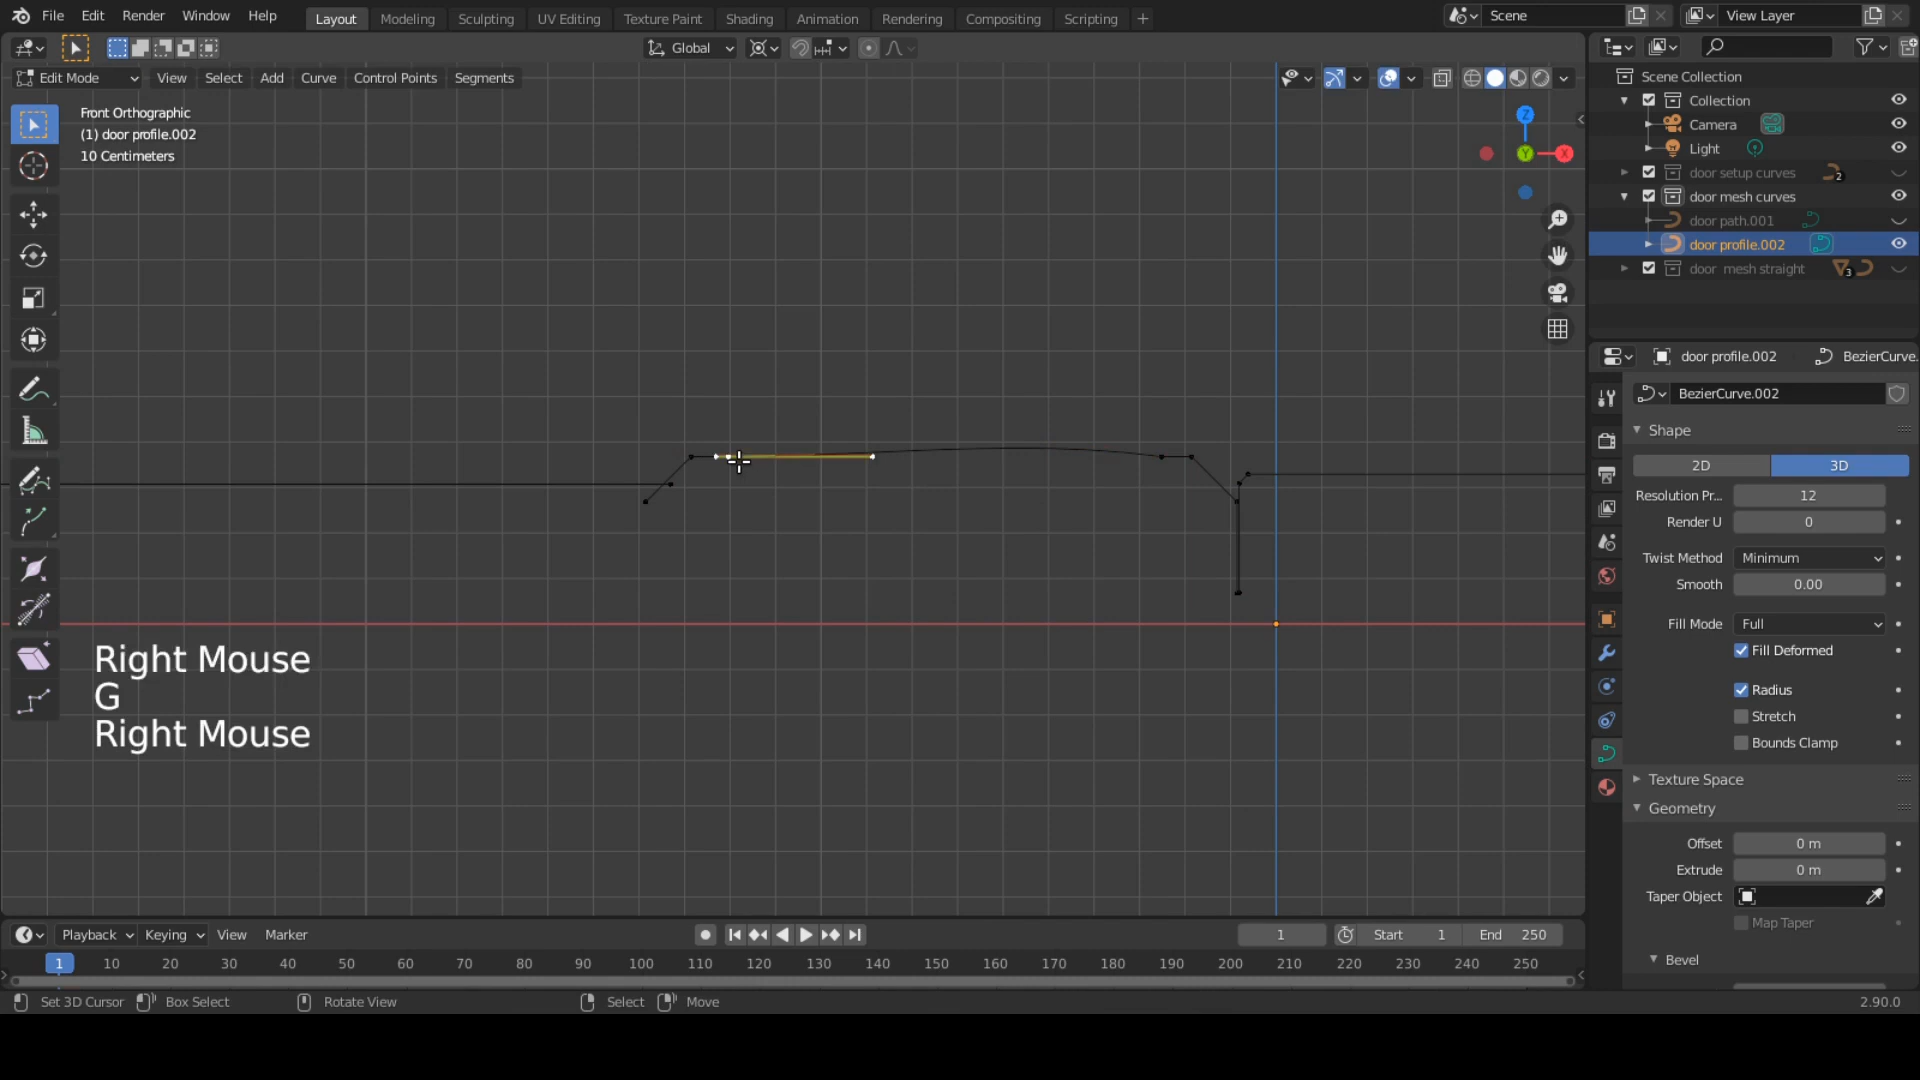 File Edit Render Window Help Layout Modeling Sculpting UV Editing Texture Paint Shading Animation Rendering Compositing Scripting + Scene View Layer
Global
Edit Mode View Select Add Curve Control Points Segments
Front Orthographic
(1) door profile.002
10 Centimeters
Z
Y
X
Right Mouse
G
Right Mouse
Scene Collection
Collection
Camera
Light
door setup curves 2
door mesh curves
door path.001
door profile.002
door mesh straight 3
door profile.002 BezierCurve.
BezierCurve.002
Shape
2D 3D
Resolution Pr... 12
Render U 0
Twist Method Minimum
Smooth 0.00
Fill Mode Full
Fill Deformed
Radius
Stretch
Bounds Clamp
Texture Space
Geometry
Offset 0 m
Extrude 0 m
Taper Object
Map Taper
Bevel
Playback Keying View Marker 1 Start 1 End 250
1 10 20 30 40 50 60 70 80 90 100 110 120 130 140 150 160 170 180 190 200 210 220 230 240 250
Set 3D Cursor Box Select Rotate View Select Move 2.90.0